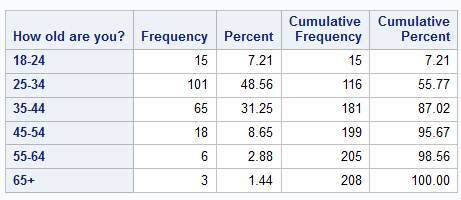 How old are you? Frequency Percent Cumulative Frequency Cumulative Percent
18-24 15 7.21 15 7.21
25-34 101 48.56 116 55.77
35-44 65 31.25 181 87.02
45-54 18 8.65 199 95.67
55-64 6 2.88 205 98.56
65+ 3 1.44 208 100.00